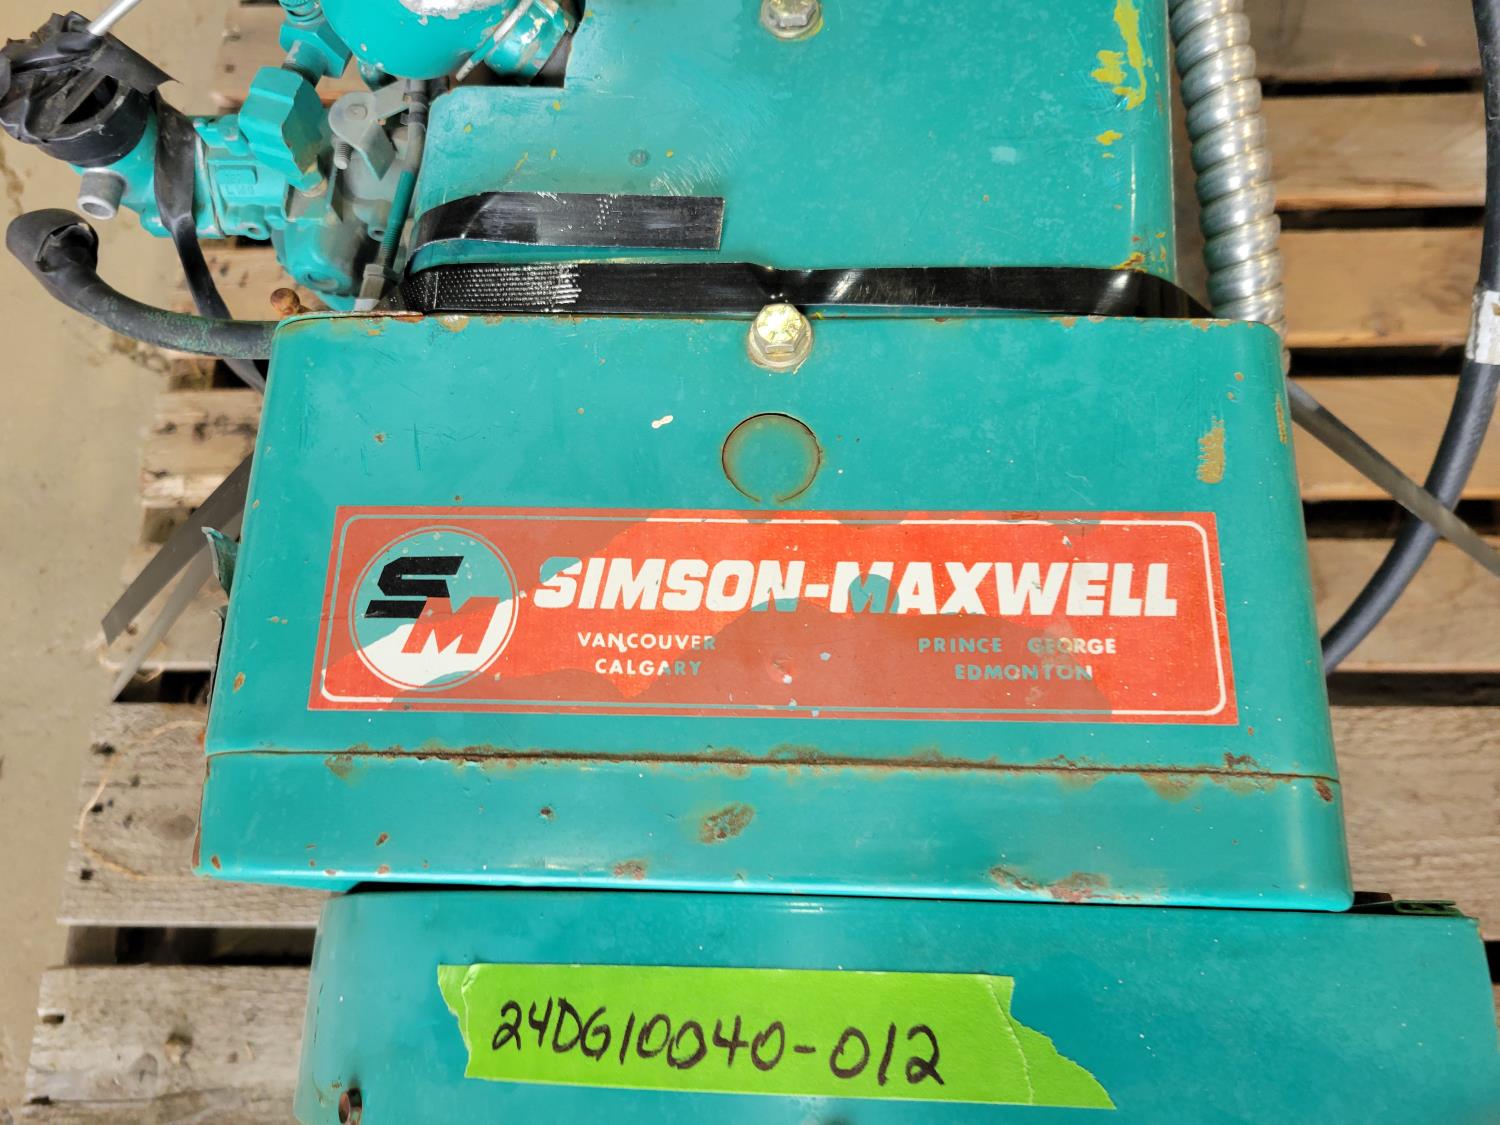 SM SIMSON-MAXWELL
VANCOUVER PRINCE GEORGE
CALGARY EDMONTON
24DG10040-012